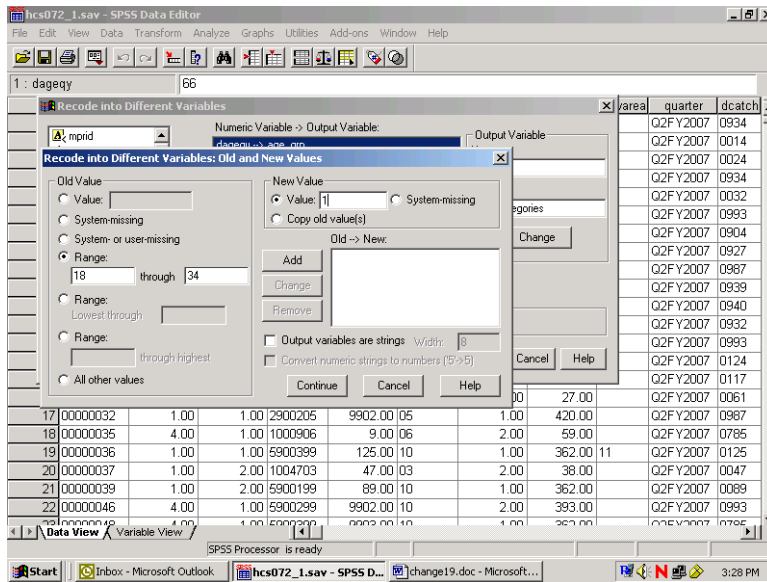 hcs072_1.sav - SPSS Data Editor
File Edit View Data Transform Analyze Graphs Utilities Add-ons Window Help
1 : dageqy 66
Recode into Different Variables
varea quarter dcatch
mprid
Numeric Variable -> Output Variable:
Output Variable
Recode into Different Variables: Old and New Values
Old Value
Value:
System-missing
System- or user-missing
Range:
18 through 34
Range:
Lowest through
Range:
through highest
All other values
New Value
Value: 1
System-missing
Copy old value(s)
Old --> New:
Add
Change
Remove
Output variables are strings Width: 8
Convert numeric strings to numbers ('5'->5)
Continue Cancel Help
egories
Change
Cancel Help
Q2FY2007 0934
Q2FY2007 0014
Q2FY2007 0024
Q2FY2007 0934
Q2FY2007 0032
Q2FY2007 0993
Q2FY2007 0904
Q2FY2007 0927
Q2FY2007 0987
Q2FY2007 0939
Q2FY2007 0940
Q2FY2007 0932
Q2FY2007 0993
Q2FY2007 0124
Q2FY2007 0117
00 27.00 Q2FY2007 0061
17 00000032 1.00 1.00 2900205 9902.00 05 1.00 420.00 Q2FY2007 0987
18 00000035 4.00 1.00 1000906 9.00 06 2.00 59.00 Q2FY2007 0785
19 00000036 1.00 1.00 5900399 125.00 10 1.00 362.00 11 Q2FY2007 0125
20 00000037 1.00 2.00 1004703 47.00 03 2.00 38.00 Q2FY2007 0047
21 00000039 1.00 2.00 5900199 89.00 10 1.00 362.00 Q2FY2007 0089
22 00000046 4.00 1.00 5900299 9902.00 10 2.00 393.00 Q2FY2007 0993
Data View Variable View
SPSS Processor is ready
Start Inbox - Microsoft Outlook hcs072_1.sav - SPSS D... change19.doc - Microsoft... 3:28 PM